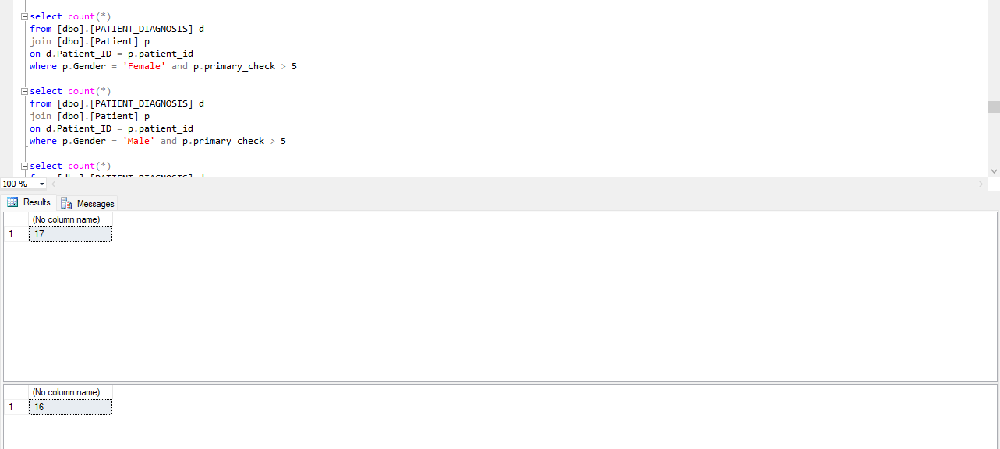 select count(*)
from [dbo].[PATIENT_DIAGNOSIS] d
join [dbo].[Patient] p
on d.Patient_ID = p.patient_id
where p.Gender = 'Female' and p.primary_check > 5
select count(*)
from [dbo].[PATIENT_DIAGNOSIS] d
join [dbo].[Patient] p
on d.Patient_ID = p.patient_id
where p.Gender = 'Male' and p.primary_check > 5
select count(*)
from [dbo].[PATIENT_DIAGNOSIS] d
100 %
Results Messages
(No column name)
1 17
(No column name)
1 16